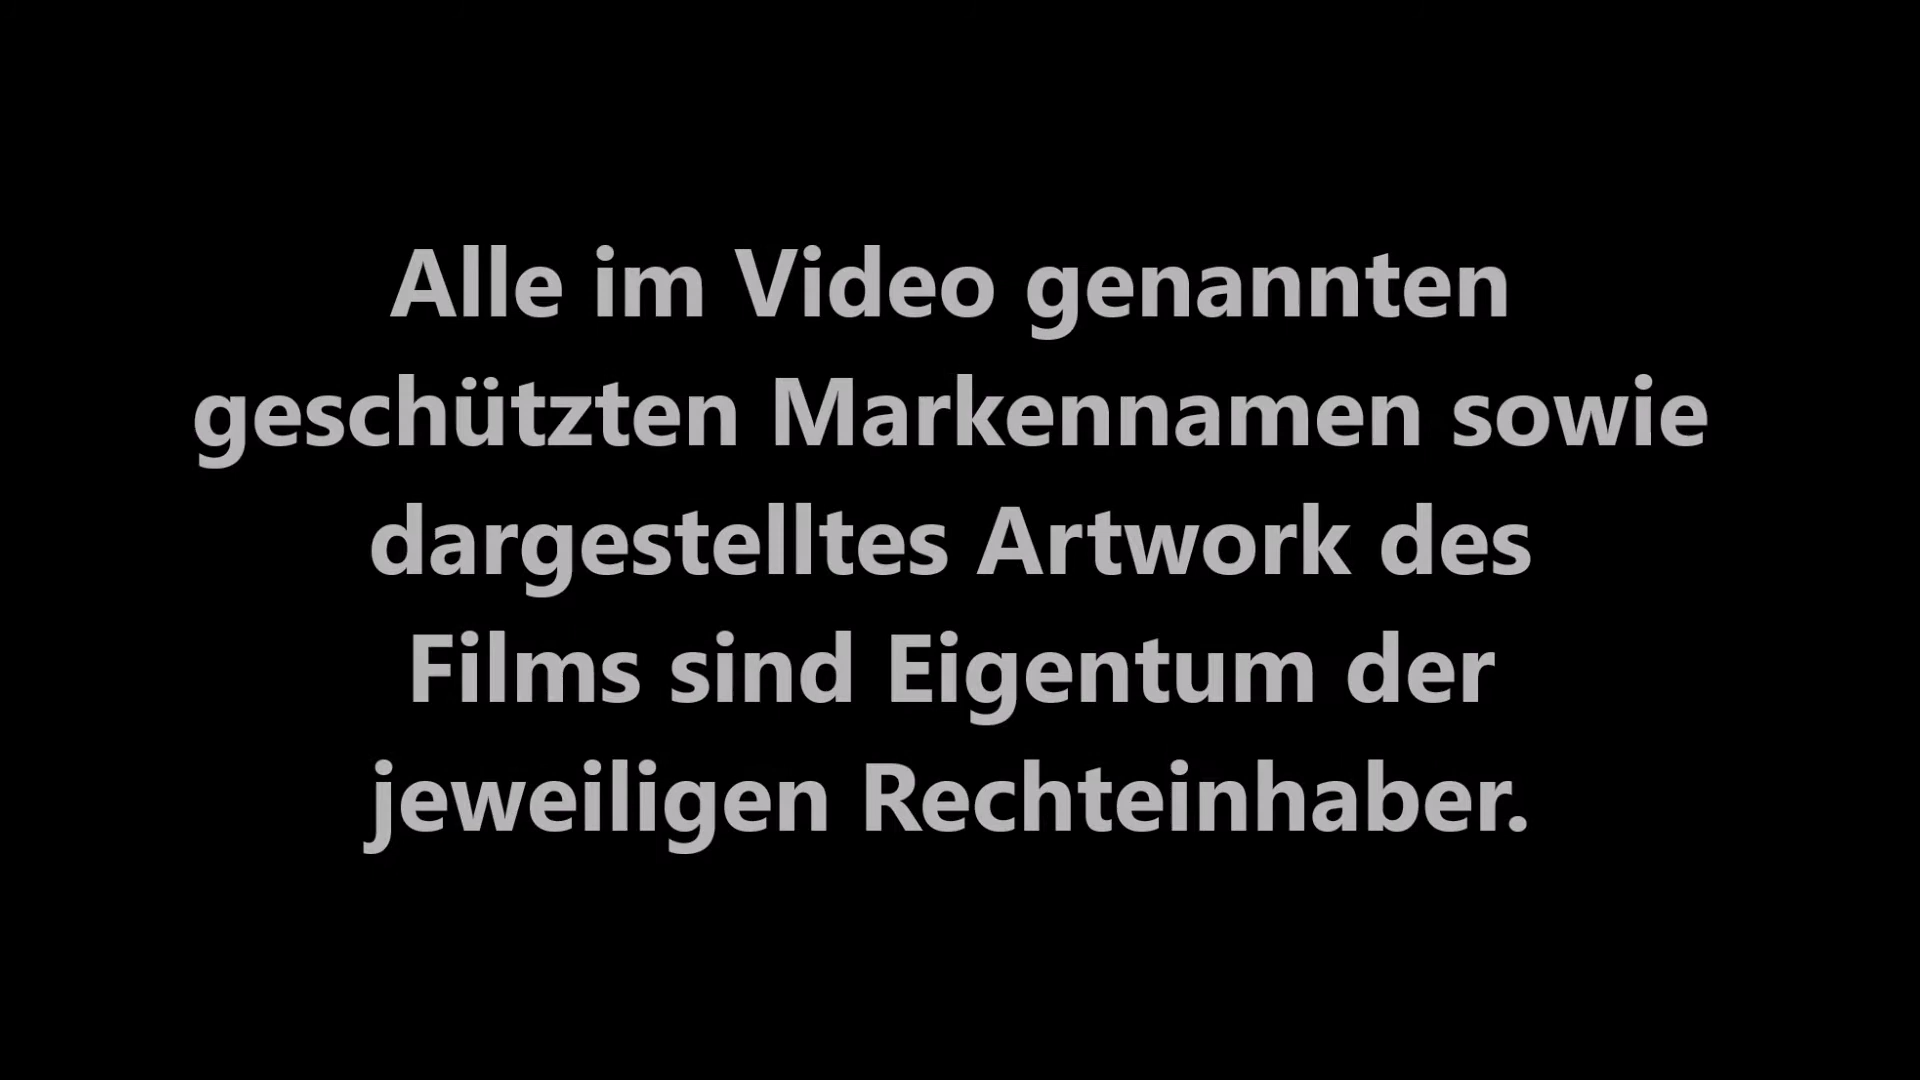 Alle im Video genannten
geschützten Markennamen sowie
dargestelltes Artwork des
Films sind Eigentum der
jeweiligen Rechteinhaber.